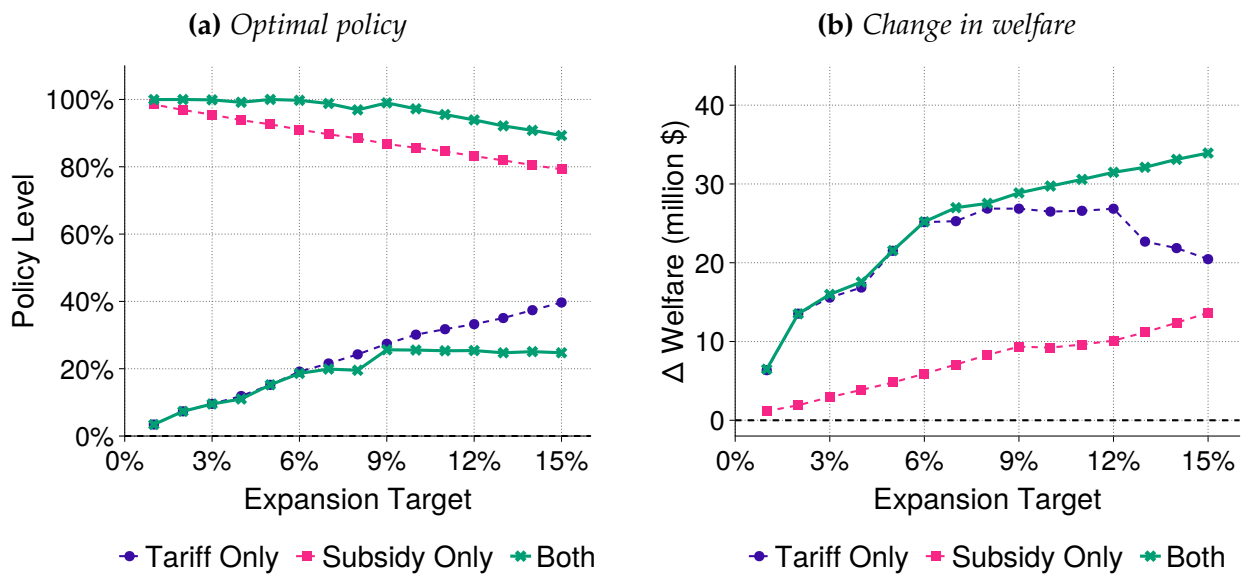 (a) Optimal policy
100%
80%
60%
40%
20%
0%
Policy Level
0% 3% 6% 9% 12% 15%
Expansion Target
Tariff Only Subsidy Only Both
(b) Change in welfare
40
30
20
10
0
Δ Welfare (million $)
0% 3% 6% 9% 12% 15%
Expansion Target
Tariff Only Subsidy Only Both